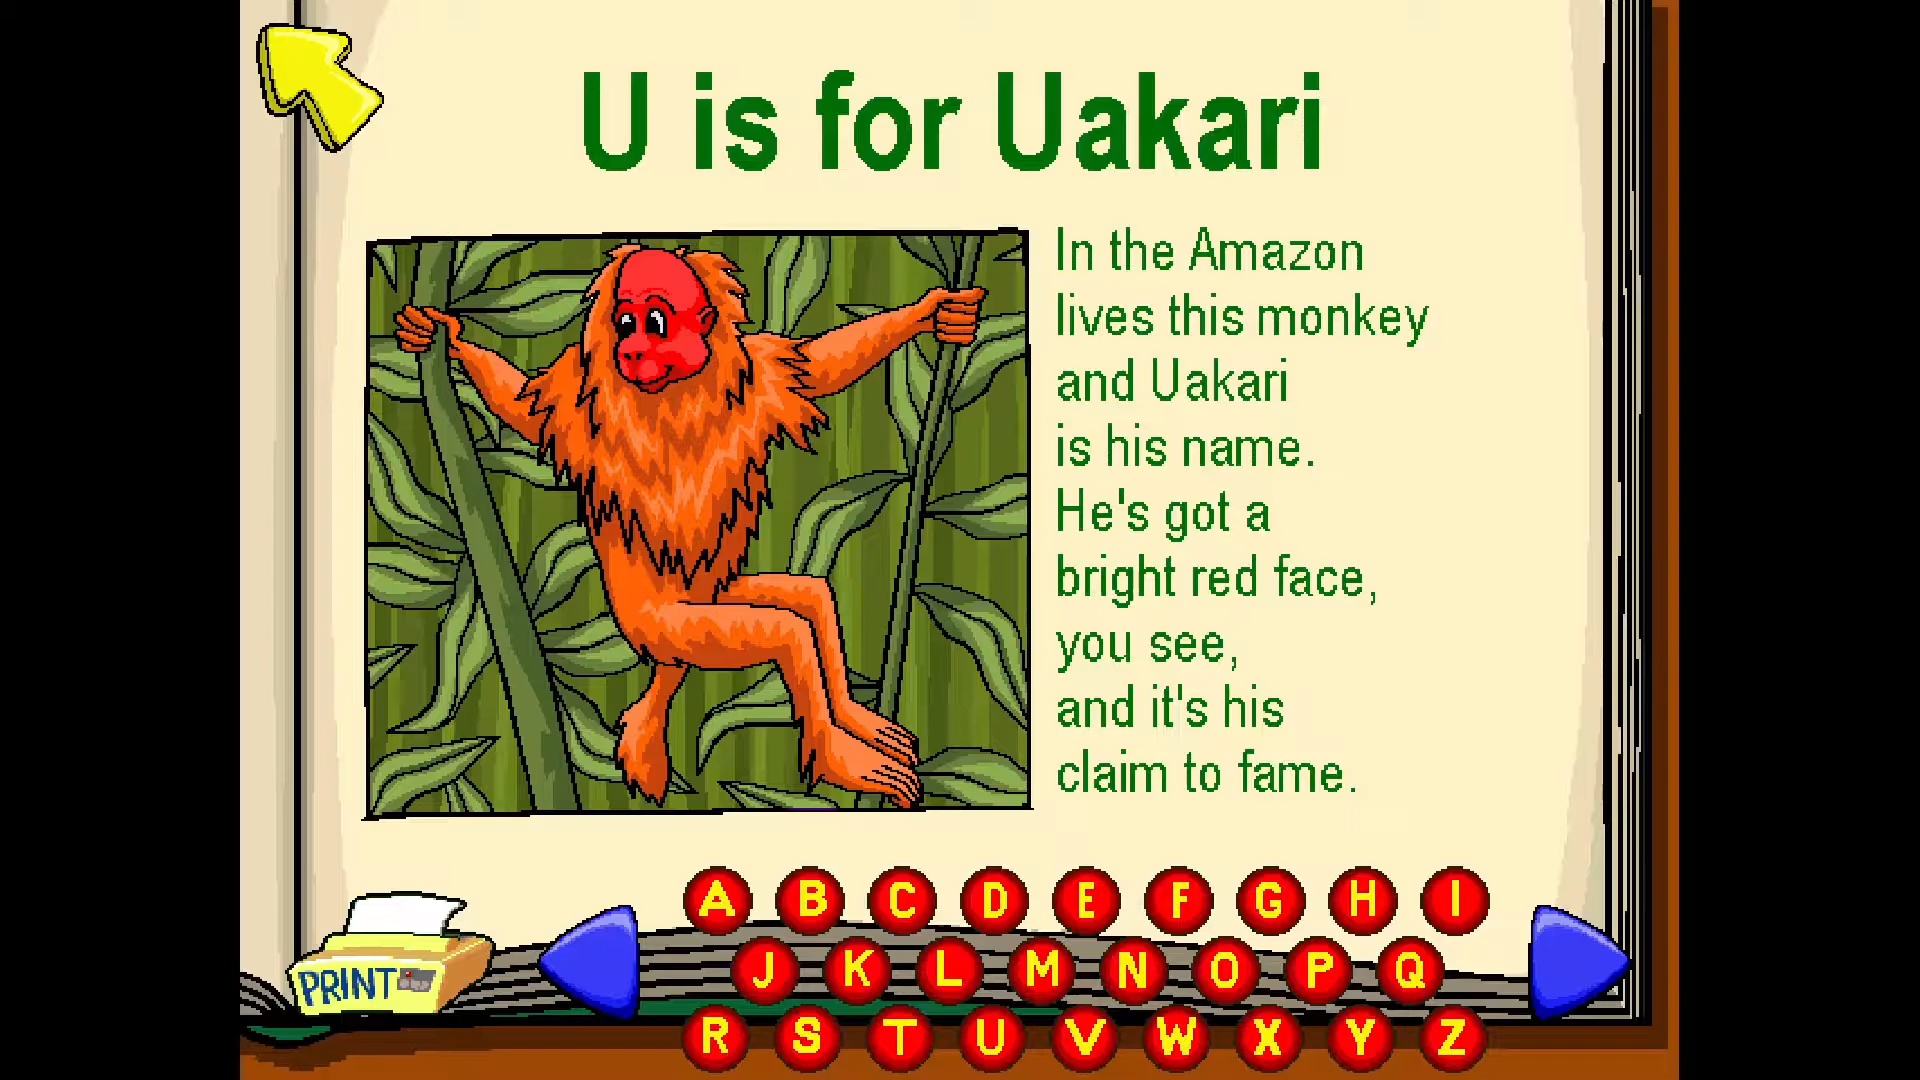 U is for Uakari
In the Amazon
lives this monkey
and Uakari
is his name.
He's got a
bright red face,
you see,
and it's his
claim to fame.
PRINT
A B C D E F G H I
J K L M N O P Q
R S T U V W X Y Z